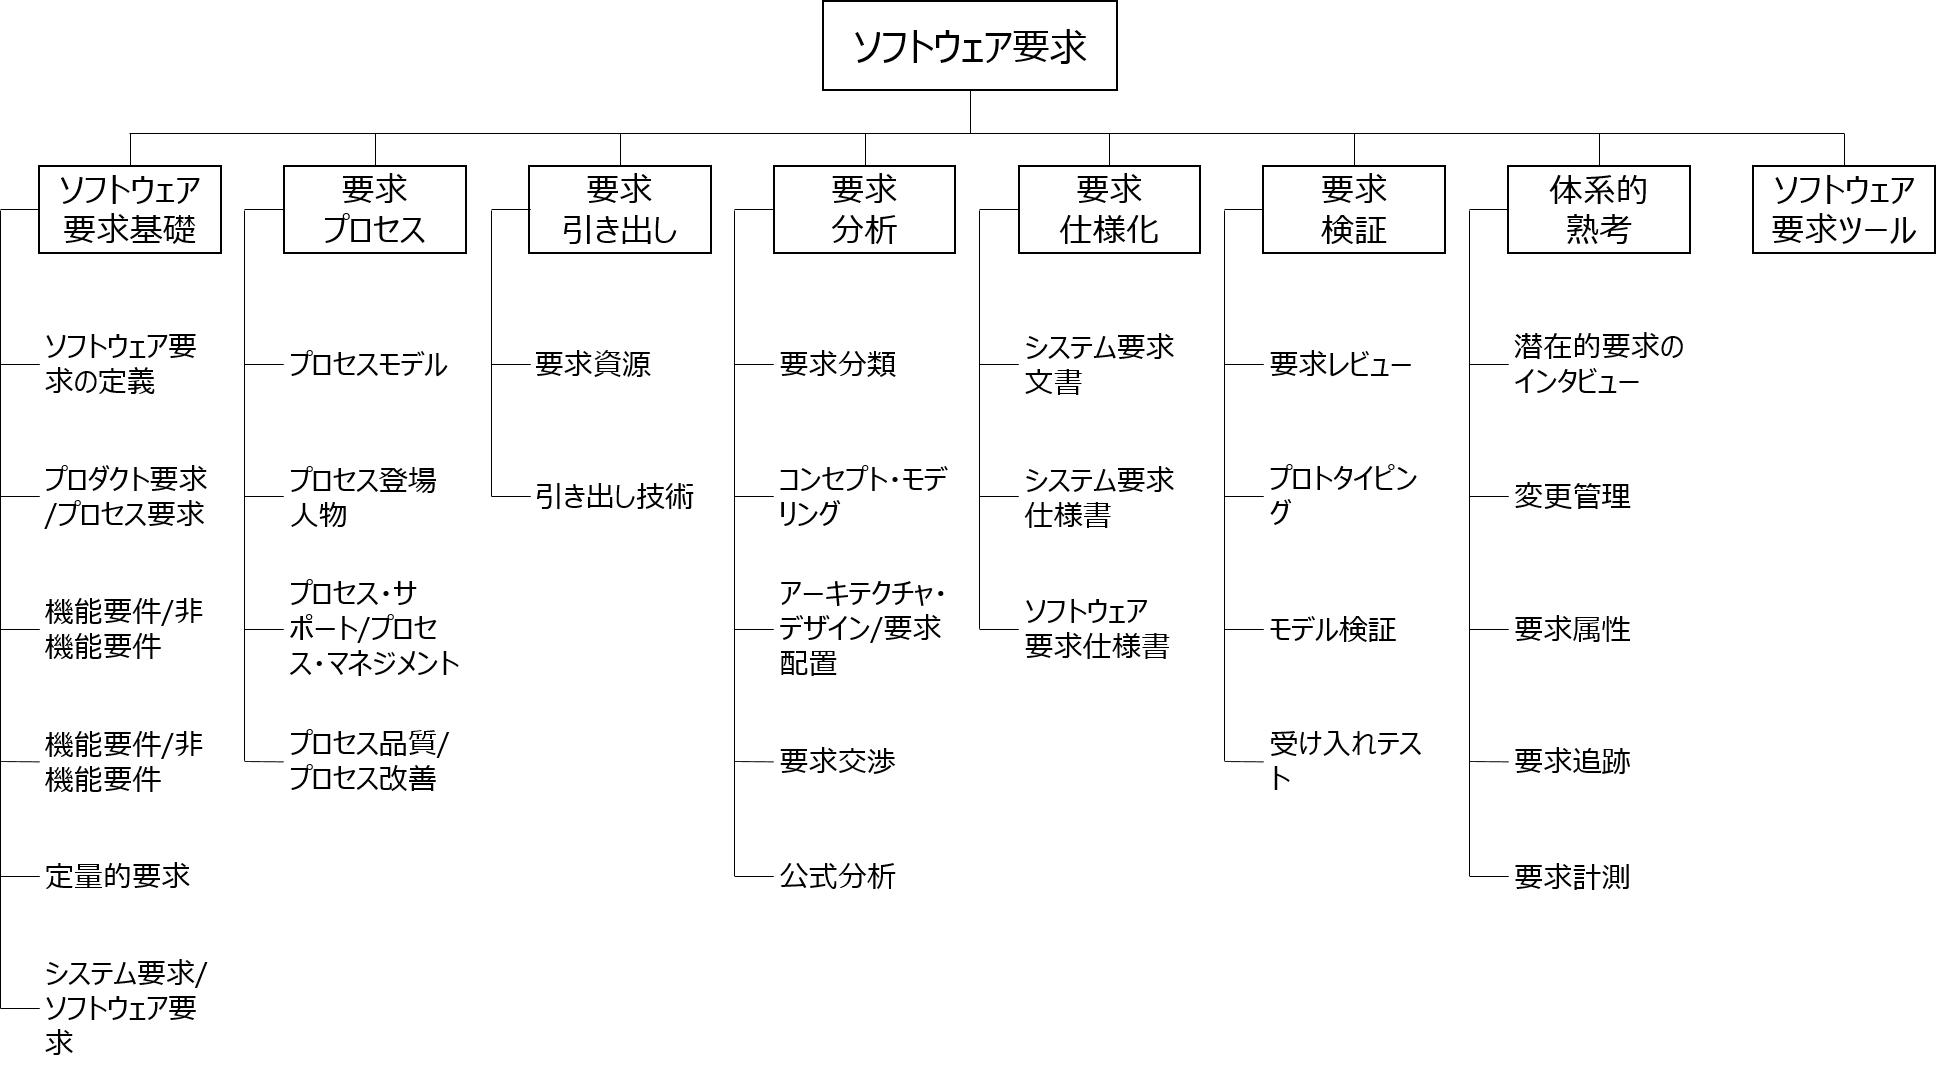 ソフトウェア要求
ソフトウェア
要求基礎
要求
プロセス
要求
引き出し
要求
分析
要求
仕様化
要求
検証
体系的
熟考
ソフトウェア
要求ツール
ソフトウェア要
求の定義
プロダクト要求
/プロセス要求
機能要件/非
機能要件
機能要件/非
機能要件
定量的要求
システム要求/
ソフトウェア要
求
プロセスモデル
プロセス登場
人物
プロセス・サ
ポート/プロセ
ス・マネジメント
プロセス品質/
プロセス改善
要求資源
引き出し技術
要求分類
コンセプト・モデ
リング
アーキテクチャ・
デザイン/要求
配置
要求交渉
公式分析
システム要求
文書
システム要求
仕様書
ソフトウェア
要求仕様書
要求レビュー
プロトタイピン
グ
モデル検証
受け入れテス
ト
潜在的要求の
インタビュー
変更管理
要求属性
要求追跡
要求計測